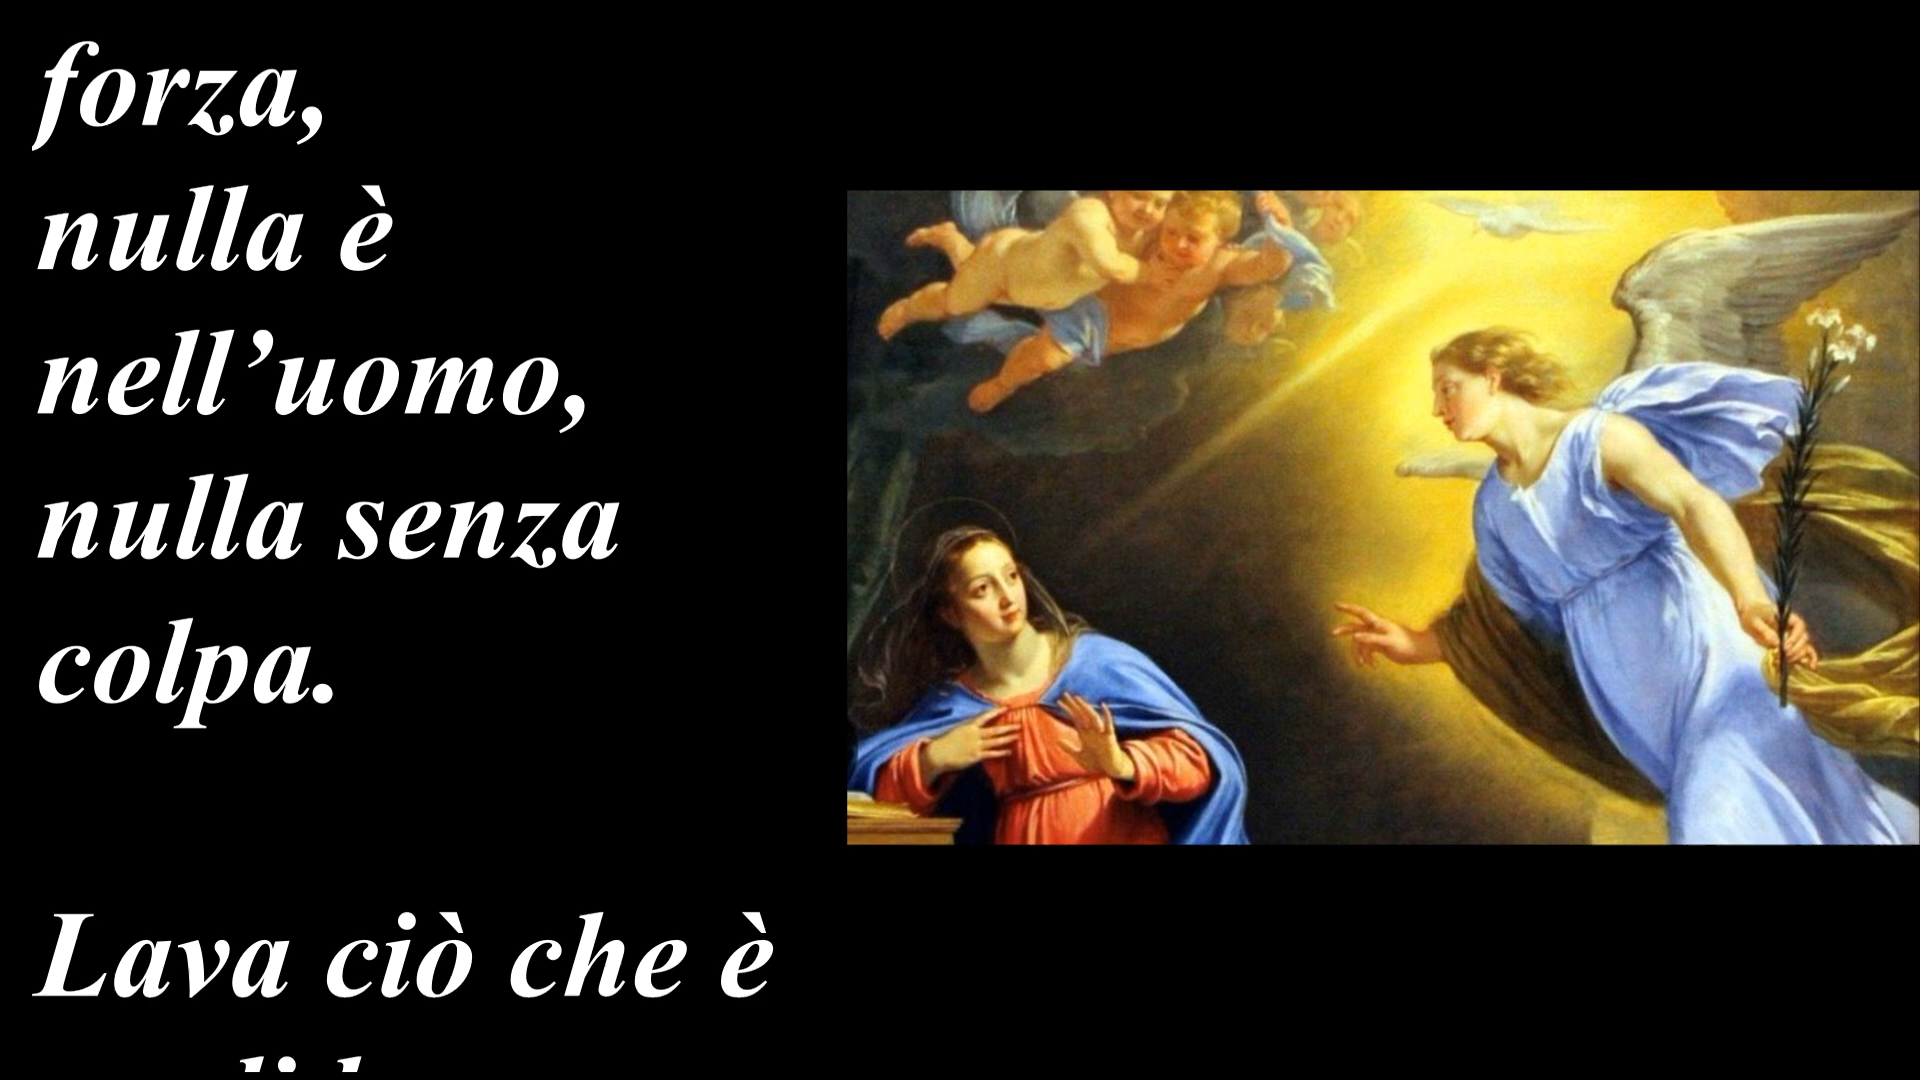 forza,
nulla è
nell’uomo,
nulla senza
colpa.
Lava ciò che è